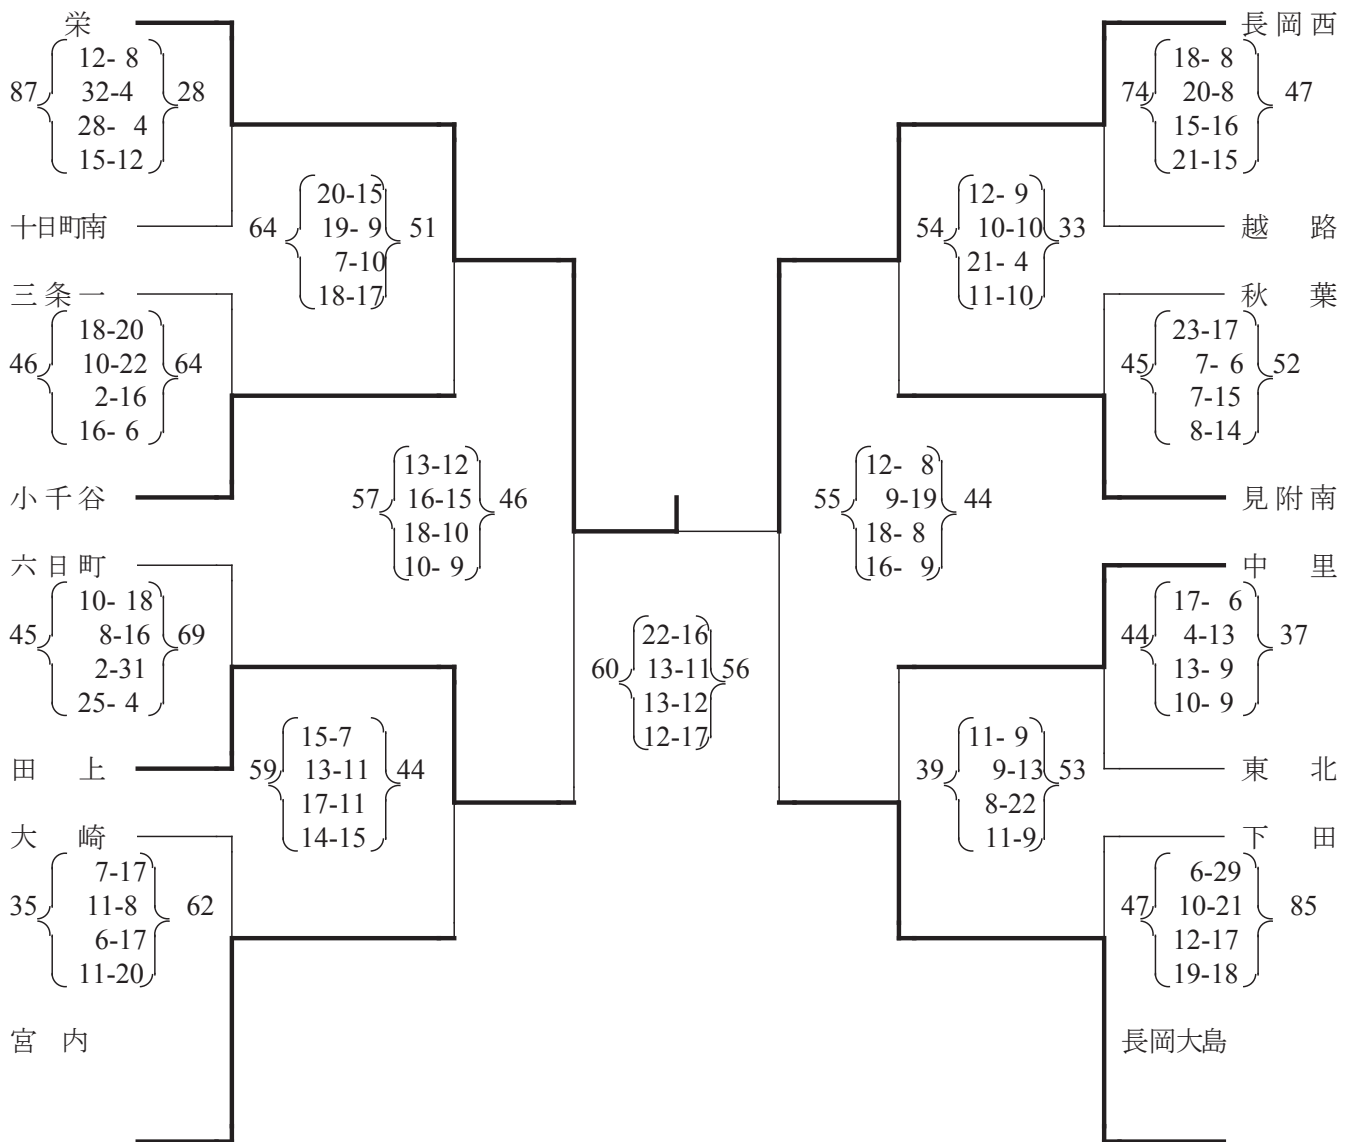 栄
12- 8
87 32-4 28
28- 4
15-12
十日町南
20-15
64 19- 9 51
7-10
18-17
三条一
18-20
46 10-22 64
2-16
16- 6
小千谷
13-12
57 16-15 46
18-10
10- 9
六日町
10- 18
45 8-16 69
2-31
25- 4
田 上
15-7
59 13-11 44
17-11
14-15
大 崎
7-17
35 11-8 62
6-17
11-20
宮 内
22-16
60 13-11 56
13-12
12-17
長岡西
18- 8
74 20-8 47
15-16
21-15
越 路
12- 9
54 10-10 33
21- 4
11-10
秋 葉
23-17
45 7- 6 52
7-15
8-14
見附南
12- 8
55 9-19 44
18- 8
16- 9
中 里
17- 6
44 4-13 37
13- 9
10- 9
東 北
11- 9
39 9-13 53
8-22
11-9
下 田
6-29
47 10-21 85
12-17
19-18
長岡大島